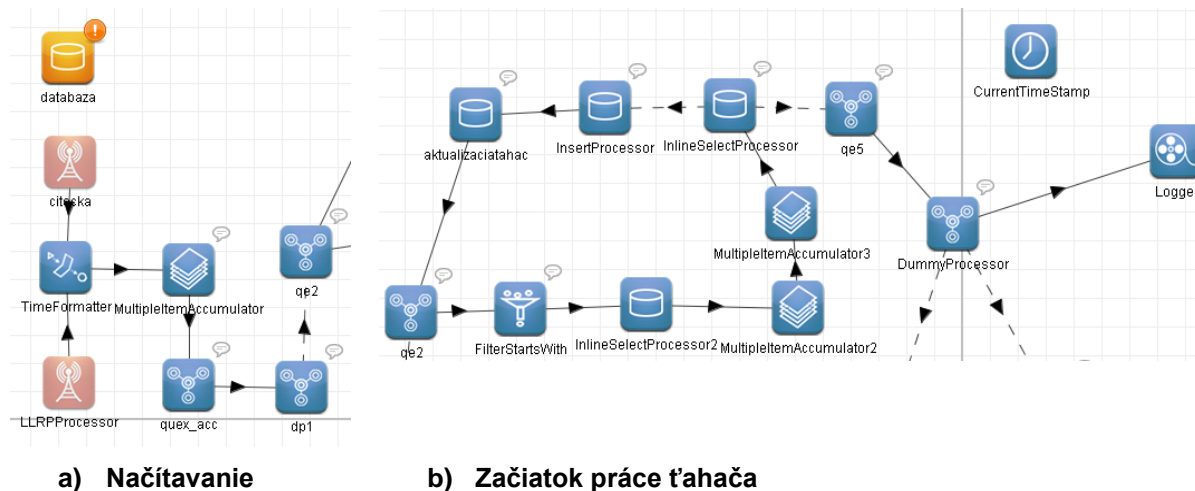 databaza
citacka
TimeFormatter
MultipleItemAccumulator
qe2
LLRPProcessor
quex_acc
dp1
CurrentTimeStamp
aktualizaciatahac
InsertProcessor
InlineSelectProcessor
qe5
Logge
MultipleItemAccumulator3
DummyProcessor
qe2
FilterStartsWith
InlineSelectProcessor2
MultipleItemAccumulator2
a) Načítavanie
b) Začiatok práce ťahača